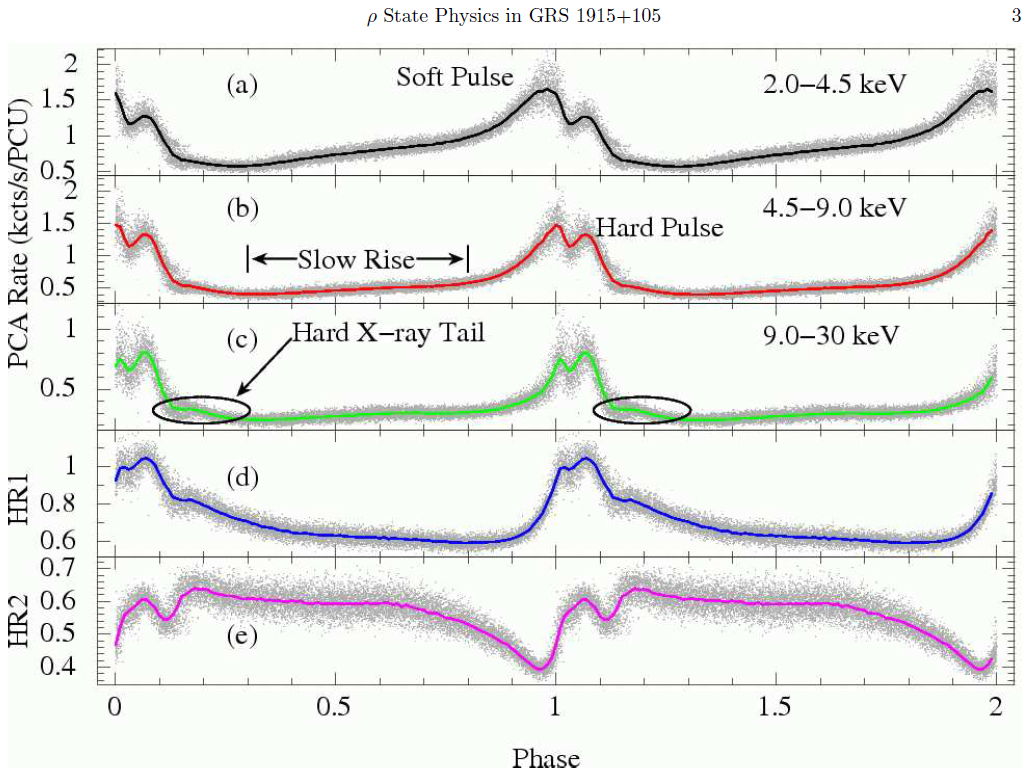 ρ State Physics in GRS 1915+105
3
PCA Rate (kcts/s/PCU)
2
1.5
1
0.5
(a)
Soft Pulse
2.0−4.5 keV
2
1.5
1
0.5
(b)
4.5−9.0 keV
Hard Pulse
Slow Rise
1
0.5
(c)
Hard X−ray Tail
9.0−30 keV
HR1
1
0.8
0.6
(d)
HR2
0.7
0.6
0.5
0.4
(e)
0
0.5
1
1.5
2
Phase